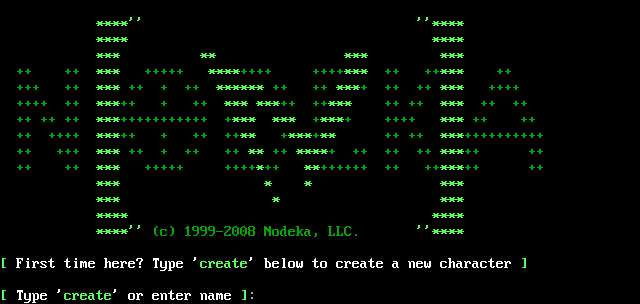 NODEKA
(c) 1999-2008 Nodeka, LLC.
[ First time here? Type 'create' below to create a new character ]
[ Type 'create' or enter name ]: